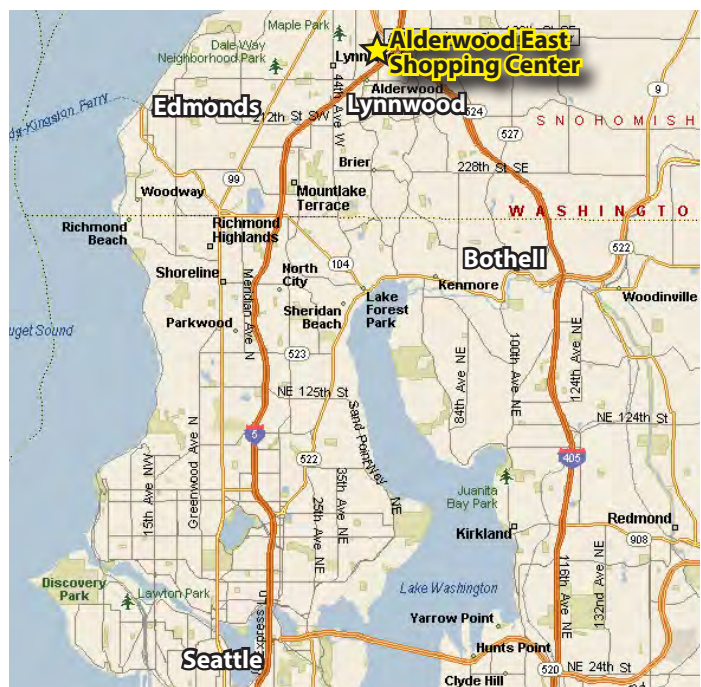 Maple Park
Dale Way
Neighborhood Park
Lynn
Alderwood East
Shopping Center
Alderwood
Edmonds
Lynnwood
212th St SW
44th Ave W
524
527
9
SNOHOMISH
Brier
228th St SE
99
Woodway
Mountlake
Terrace
WASHINGTO
Richmond
Beach
Richmond
Highlands
522
Bothell
104
Shoreline
North
City
Kenmore
Woodinville
Meridian Ave N
Sheridan
Beach
Lake
Forest
Park
uget Sound
Parkwood
523
100th Ave NE
124th Ave NE
84th Ave NE
NE 125th St
Sand Point Way NE
NE 124th St
5
405
Greenwood Ave N
15th Ave NW
522
35th Ave NE
25th Ave NE
Juanita
Bay Park
Kirkland
Redmond
908
116th Ave NE
132nd Ave NE
Discovery
Park
Lawton Park
Lake Washington
Express Ln
Yarrow Point
Seattle
Hunts Point
520
NE 24th St
Clyde Hill